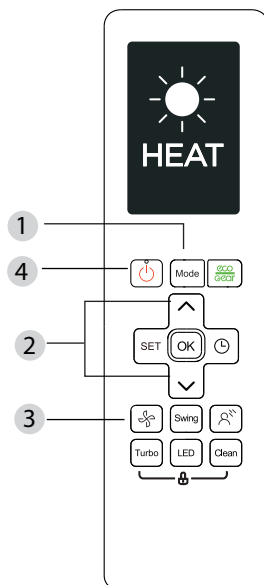 HEAT
1
4
Mode
eco
Gear
2
SET
OK
3
Swing
Turbo
LED
Clean